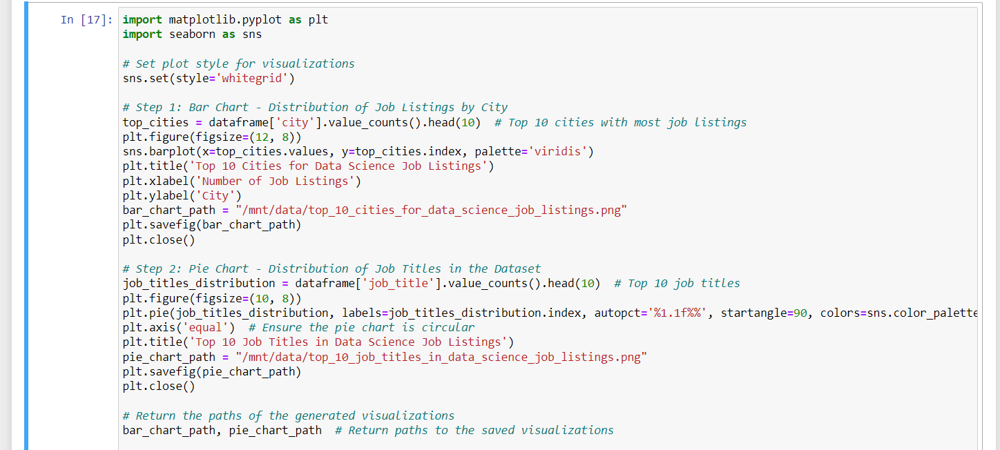 In [17]: import matplotlib.pyplot as plt
import seaborn as sns
# Set plot style for visualizations
sns.set(style='whitegrid')
# Step 1: Bar Chart - Distribution of Job Listings by City
top_cities = dataframe['city'].value_counts().head(10)  # Top 10 cities with most job listings
plt.figure(figsize=(12, 8))
sns.barplot(x=top_cities.values, y=top_cities.index, palette='viridis')
plt.title('Top 10 Cities for Data Science Job Listings')
plt.xlabel('Number of Job Listings')
plt.ylabel('City')
bar_chart_path = "/mnt/data/top_10_cities_for_data_science_job_listings.png"
plt.savefig(bar_chart_path)
plt.close()
# Step 2: Pie Chart - Distribution of Job Titles in the Dataset
job_titles_distribution = dataframe['job_title'].value_counts().head(10)  # Top 10 job titles
plt.figure(figsize=(10, 8))
plt.pie(job_titles_distribution, labels=job_titles_distribution.index, autopct='%1.1f%%', startangle=90, colors=sns.color_palette
plt.axis('equal')  # Ensure the pie chart is circular
plt.title('Top 10 Job Titles in Data Science Job Listings')
pie_chart_path = "/mnt/data/top_10_job_titles_in_data_science_job_listings.png"
plt.savefig(pie_chart_path)
plt.close()
# Return the paths of the generated visualizations
bar_chart_path, pie_chart_path  # Return paths to the saved visualizations